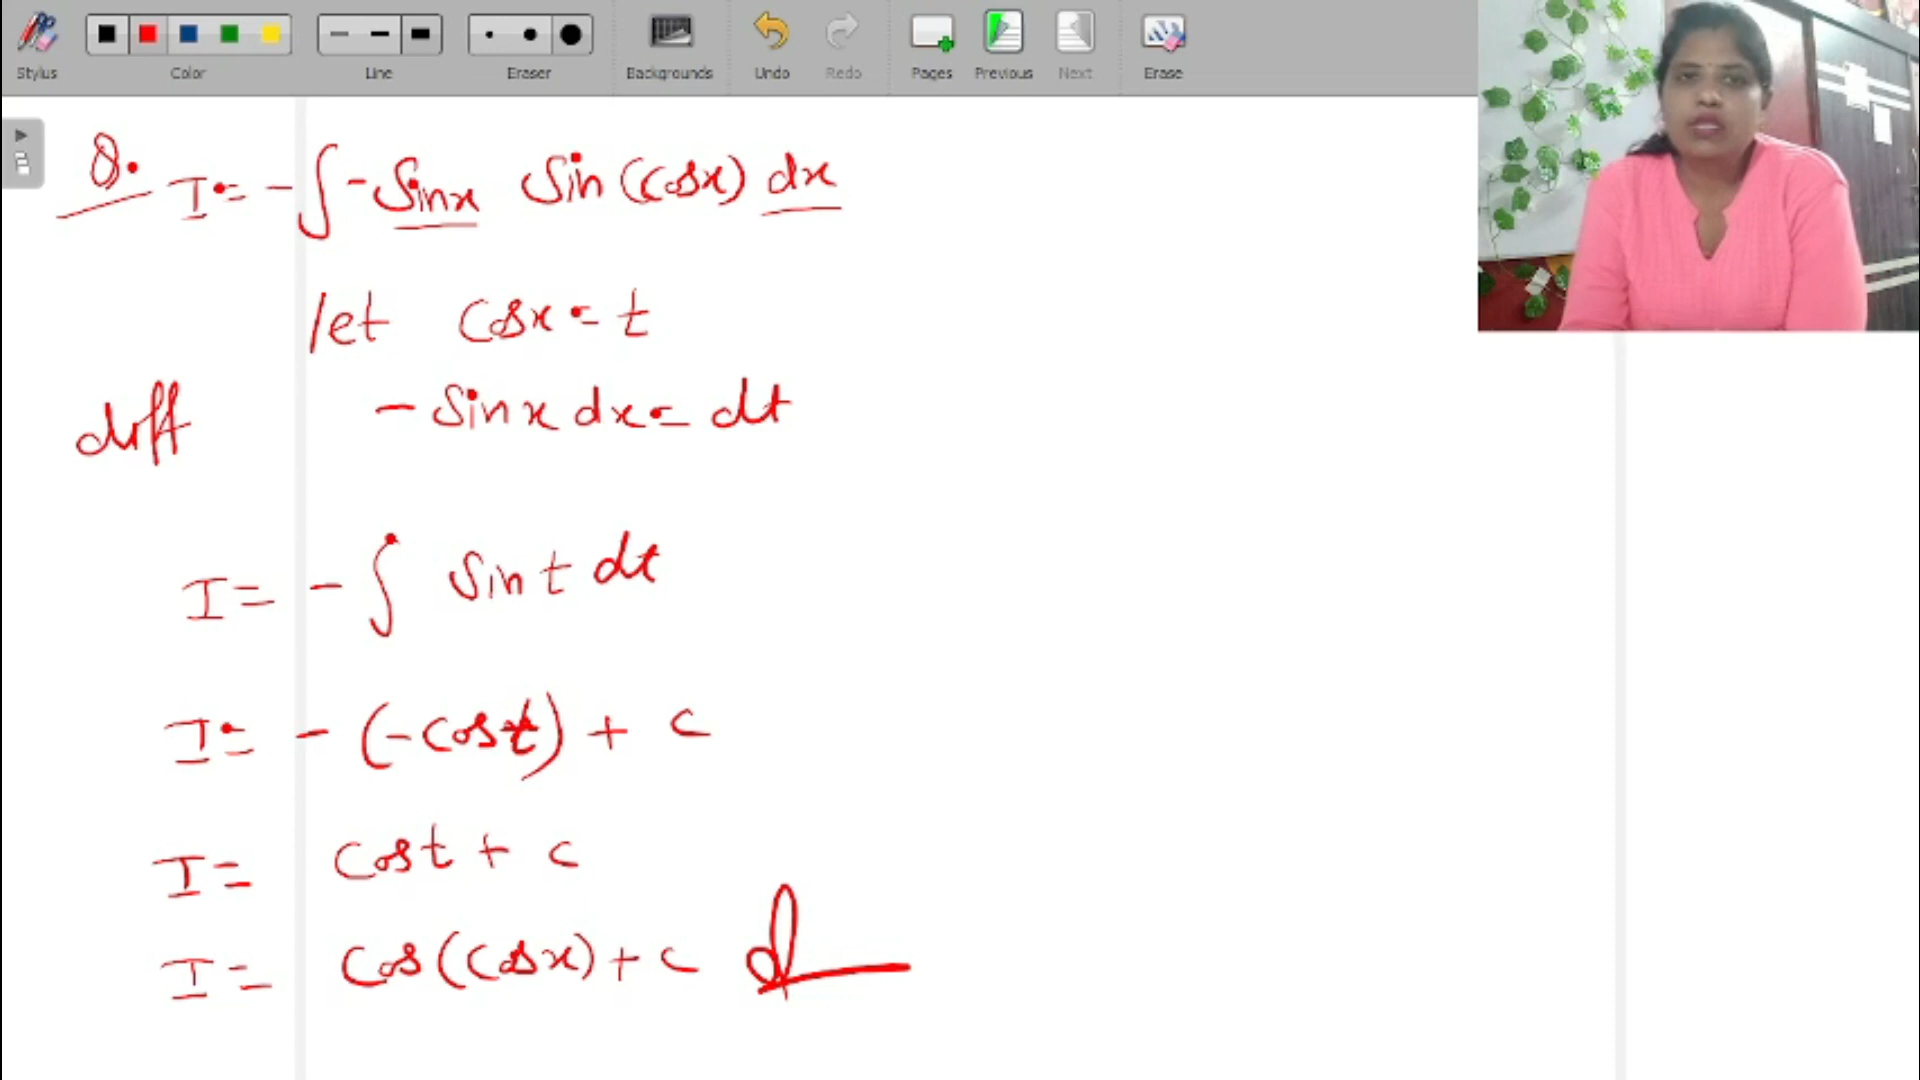 Stylus Color Line Eraser Backgrounds Undo Redo Pages Previous Next Erase
Q. I = -∫ -sinx sin(cosx) dx
let cosx = t
diff -sinx dx = dt
I = -∫ sint dt
I = -(-cost) + c
I = cost + c
I = cos(cosx) + c